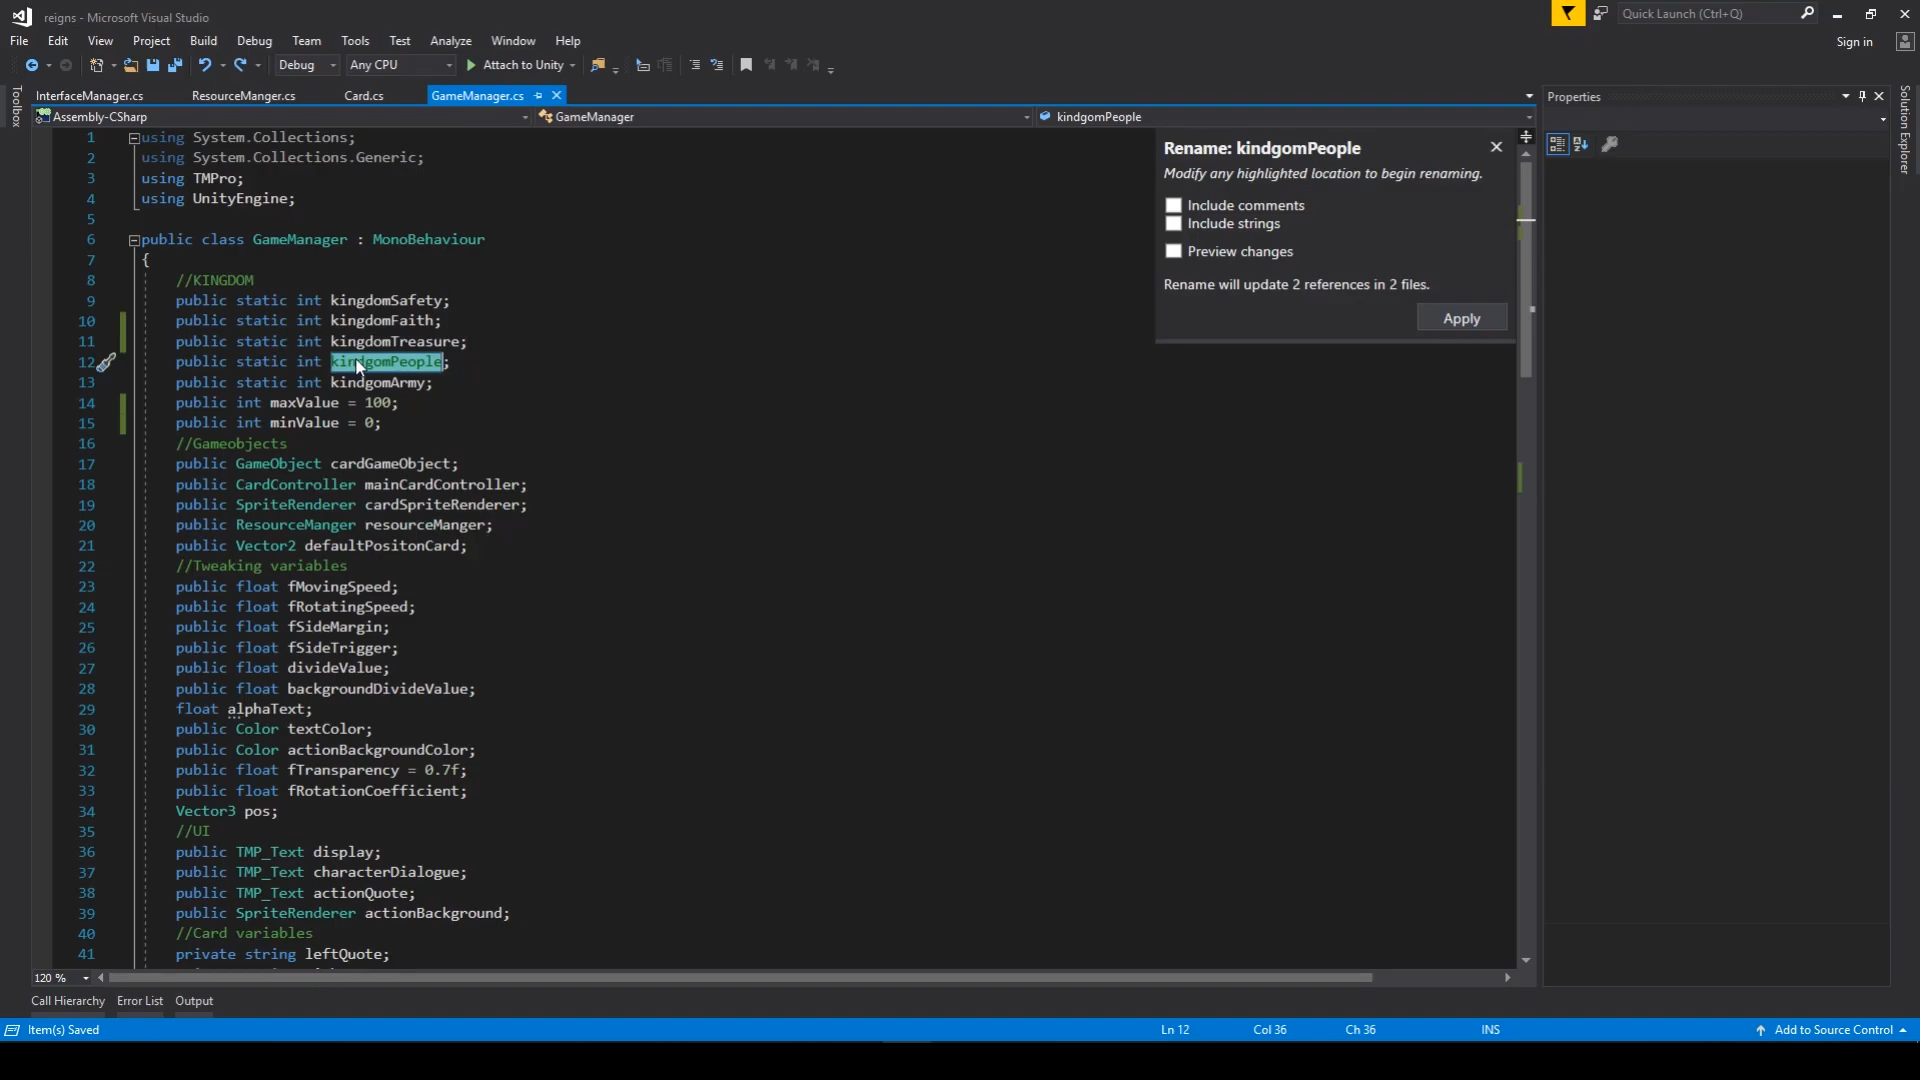 reigns - Microsoft Visual Studio
Quick Launch (Ctrl+Q)
File Edit View Project Build Debug Team Tools Test Analyze Window Help
Sign in
Debug Any CPU Attach to Unity
Toolbox
InterfaceManager.cs ResourceManger.cs Card.cs GameManager.cs
Properties
Solution Explorer
Assembly-CSharp GameManager kindgomPeople
1 using System.Collections;
2 using System.Collections.Generic;
3 using TMPro;
4 using UnityEngine;
5
6 public class GameManager : MonoBehaviour
7 {
8 //KINGDOM
9 public static int kingdomSafety;
10 public static int kingdomFaith;
11 public static int kingdomTreasure;
12 public static int kindgomPeople;
13 public static int kindgomArmy;
14 public int maxValue = 100;
15 public int minValue = 0;
16 //Gameobjects
17 public GameObject cardGameObject;
18 public CardController mainCardController;
19 public SpriteRenderer cardSpriteRenderer;
20 public ResourceManger resourceManger;
21 public Vector2 defaultPositonCard;
22 //Tweaking variables
23 public float fMovingSpeed;
24 public float fRotatingSpeed;
25 public float fSideMargin;
26 public float fSideTrigger;
27 public float divideValue;
28 public float backgroundDivideValue;
29 float alphaText;
30 public Color textColor;
31 public Color actionBackgroundColor;
32 public float fTransparency = 0.7f;
33 public float fRotationCoefficient;
34 Vector3 pos;
35 //UI
36 public TMP_Text display;
37 public TMP_Text characterDialogue;
38 public TMP_Text actionQuote;
39 public SpriteRenderer actionBackground;
40 //Card variables
41 private string leftQuote;
Rename: kindgomPeople
Modify any highlighted location to begin renaming.
Include comments
Include strings
Preview changes
Rename will update 2 references in 2 files.
Apply
120 %
Call Hierarchy Error List Output
Item(s) Saved Ln 12 Col 36 Ch 36 INS Add to Source Control